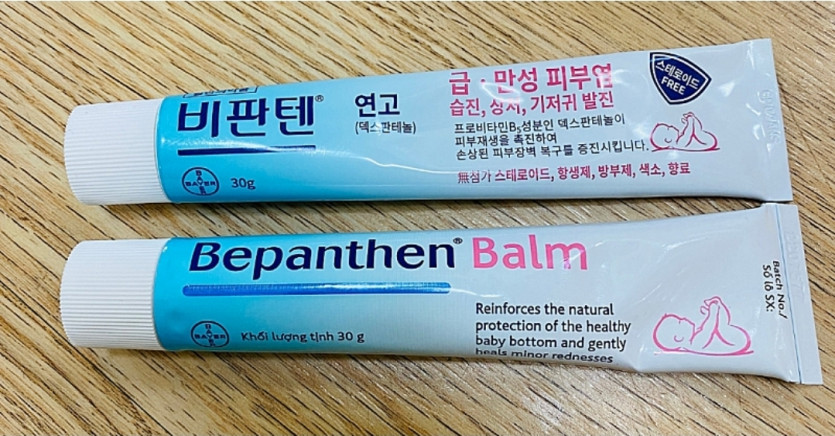 비판텐®
연고
(덱스판테놀)
BAYER
BAYER
30g
급·만성 피부염
습진, 상처, 기저귀 발진
프로비타민B₅성분인 덱스판테놀이
피부재생을 촉진하여
손상된 피부장벽 복구를 증진시킵니다.
無첨가 스테로이드, 항생제, 방부제, 색소, 향료
스테로이드
FREE
Bepanthen® Balm
BAYER
BAYER
Khối lượng tịnh 30 g
Reinforces the natural
protection of the healthy
baby bottom and gently
heals minor rednesses
Batch No./
Số lô SX: